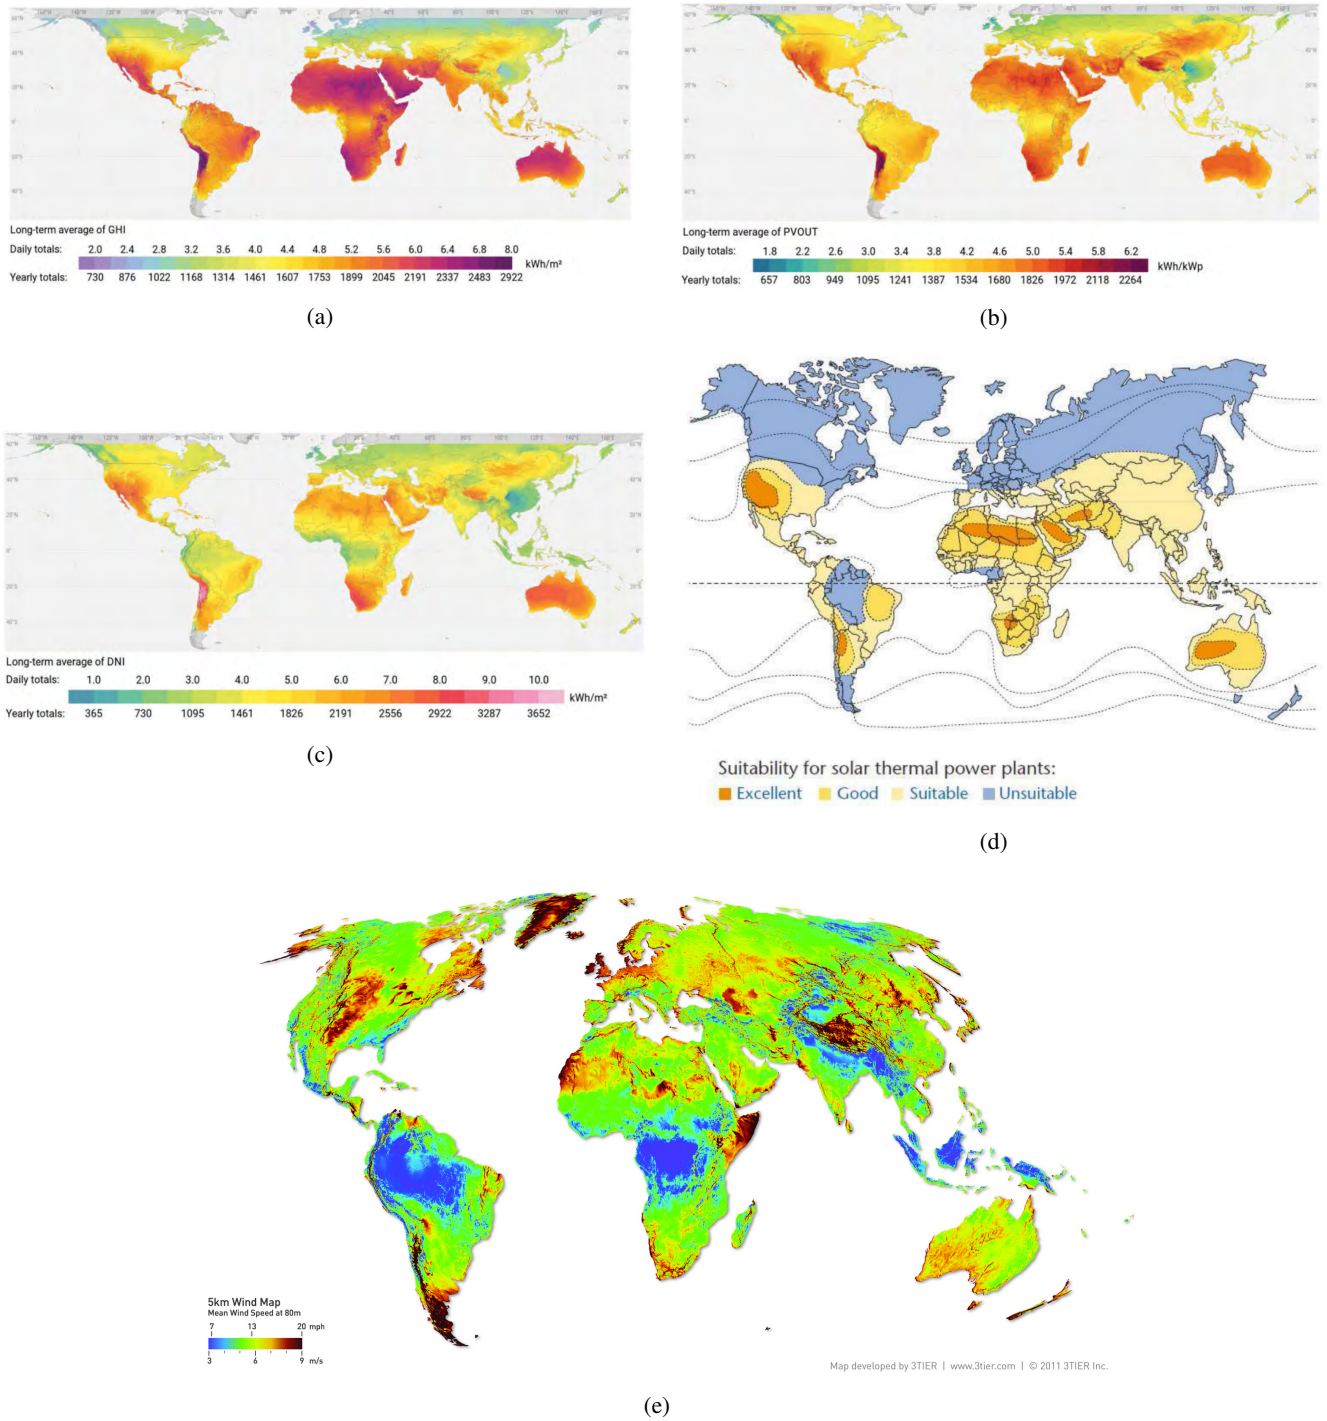 Long-term average of GHI
Daily totals: 2.0 2.4 2.8 3.2 3.6 4.0 4.4 4.8 5.2 5.6 6.0 6.4 6.8 8.0 kWh/m²
Yearly totals: 730 876 1022 1168 1314 1461 1607 1753 1899 2045 2191 2337 2483 2922
(a)
Long-term average of PVOUT
Daily totals: 1.8 2.2 2.6 3.0 3.4 3.8 4.2 4.6 5.0 5.4 5.8 6.2 kWh/kWp
Yearly totals: 657 803 949 1095 1241 1387 1534 1680 1826 1972 2118 2264
(b)
Long-term average of DNI
Daily totals: 1.0 2.0 3.0 4.0 5.0 6.0 7.0 8.0 9.0 10.0 kWh/m²
Yearly totals: 365 730 1095 1461 1826 2191 2556 2922 3287 3652
(c)
Suitability for solar thermal power plants:
Excellent Good Suitable Unsuitable
(d)
5km Wind Map
Mean Wind Speed at 80m
7 13 20 mph
3 6 9 m/s
Map developed by 3TIER | www.3tier.com | © 2011 3TIER Inc.
(e)